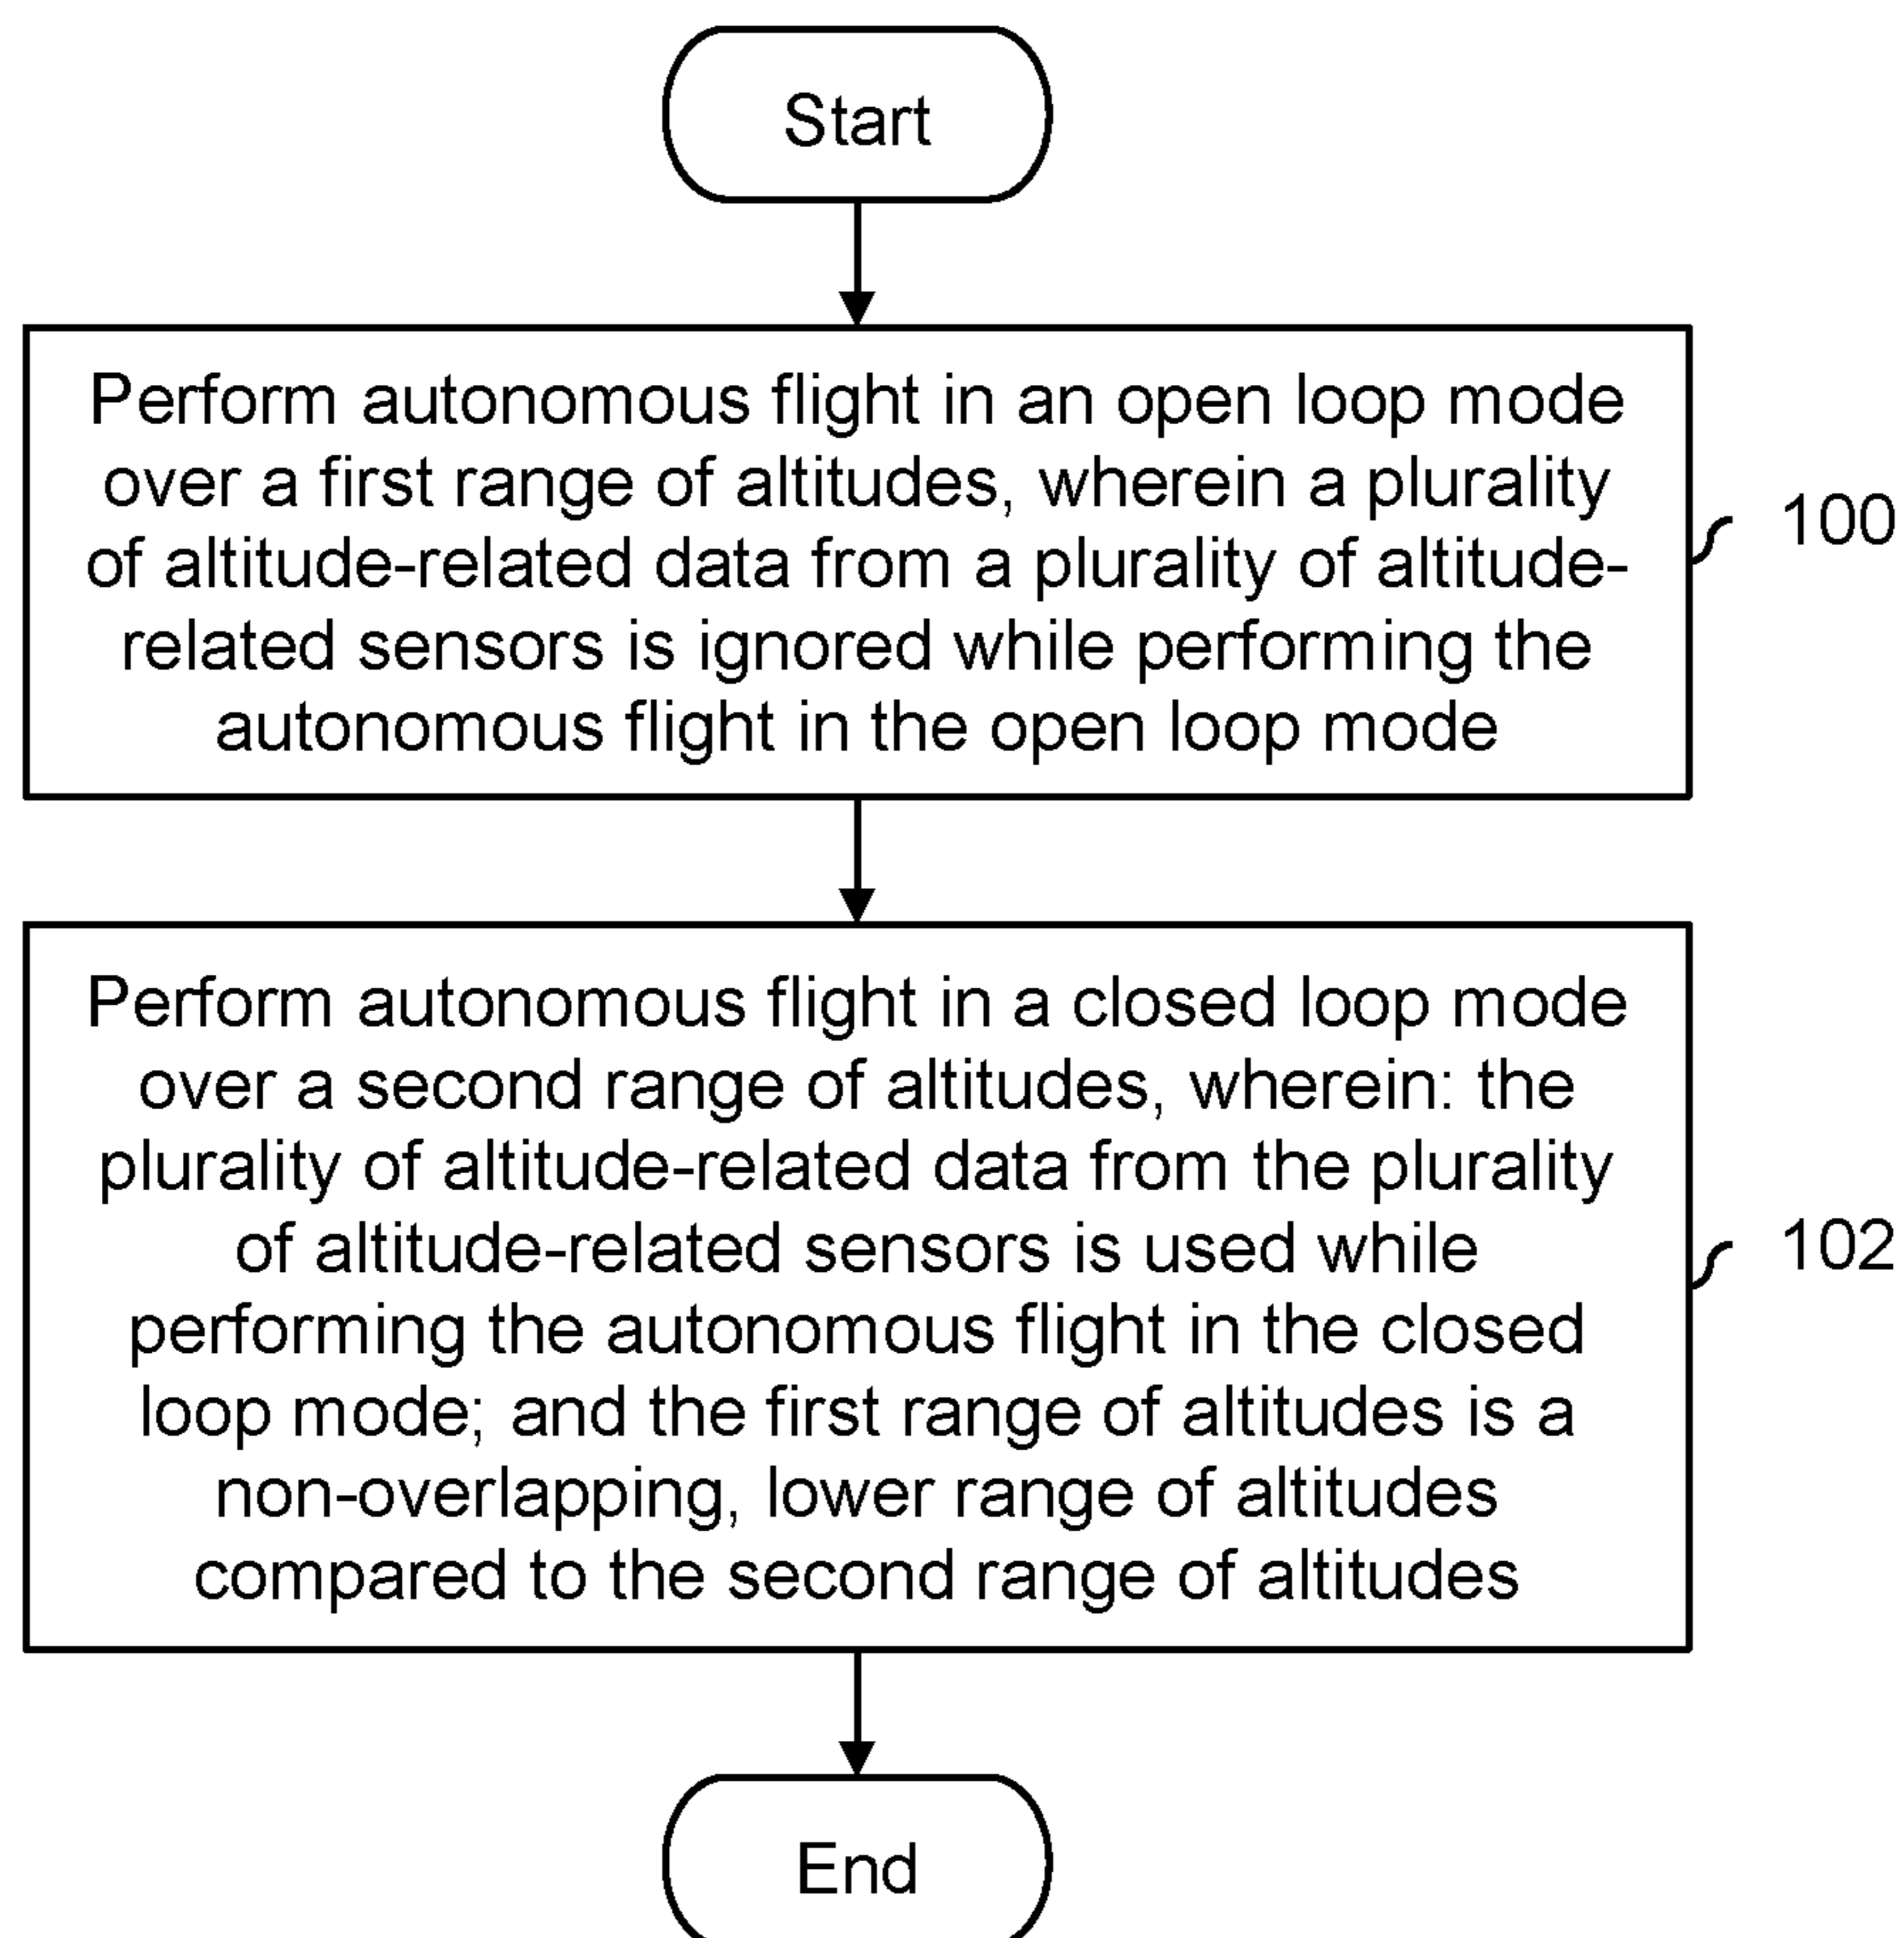 Start
Perform autonomous flight in an open loop mode
over a first range of altitudes, wherein a plurality
of altitude-related data from a plurality of altitude-
related sensors is ignored while performing the
autonomous flight in the open loop mode
100
Perform autonomous flight in a closed loop mode
over a second range of altitudes, wherein: the
plurality of altitude-related data from the plurality
of altitude-related sensors is used while
performing the autonomous flight in the closed
loop mode; and the first range of altitudes is a
non-overlapping, lower range of altitudes
compared to the second range of altitudes
102
End